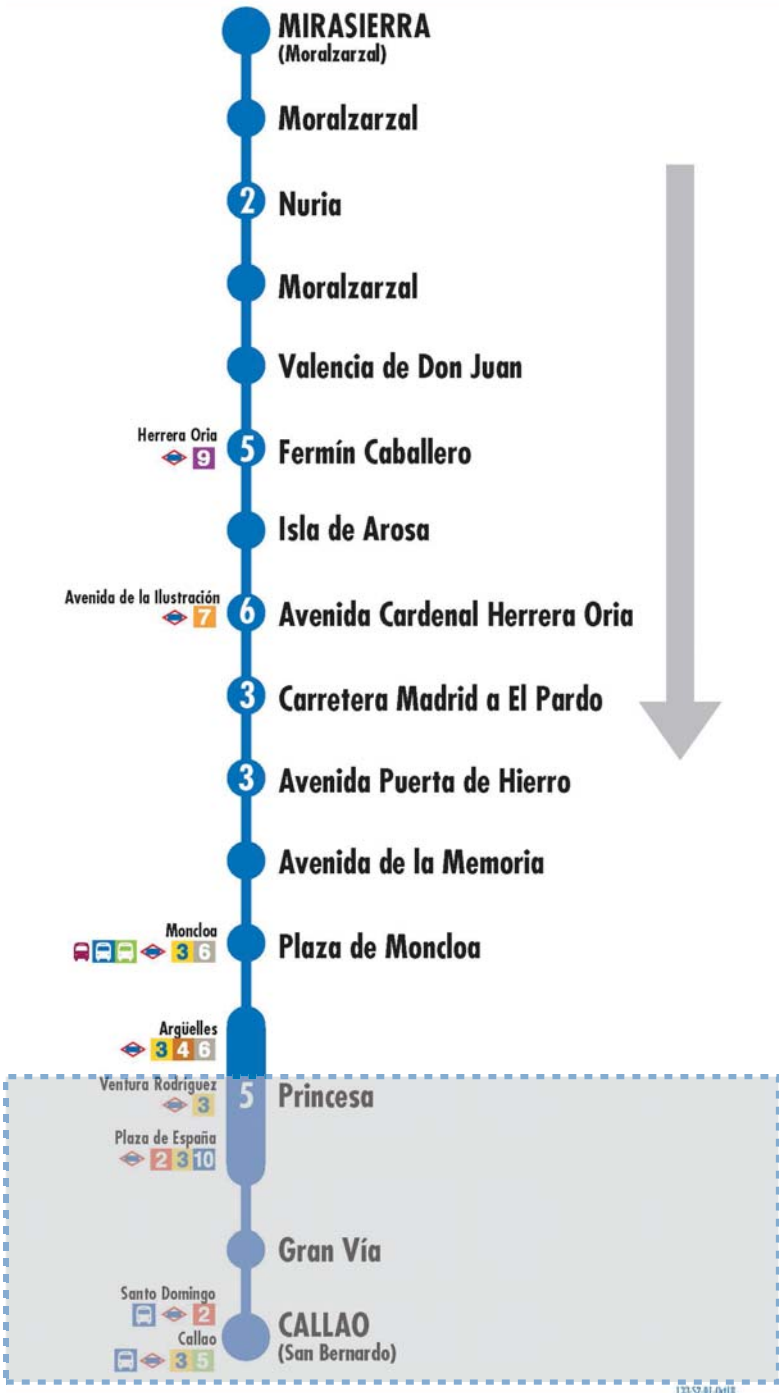 MIRASIERRA
(Moralzarzal)
Moralzarzal
2 Nuria
Moralzarzal
Valencia de Don Juan
Herrera Oria
9
5 Fermín Caballero
Isla de Arosa
Avenida de la Ilustración
7
6 Avenida Cardenal Herrera Oria
3 Carretera Madrid a El Pardo
3 Avenida Puerta de Hierro
Avenida de la Memoria
Moncloa
3 6
Plaza de Moncloa
Argüelles
3 4 6
Ventura Rodríguez
3
5 Princesa
Plaza de España
2 3 10
Gran Vía
Santo Domingo
2
Callao
3 5
CALLAO
(San Bernardo)